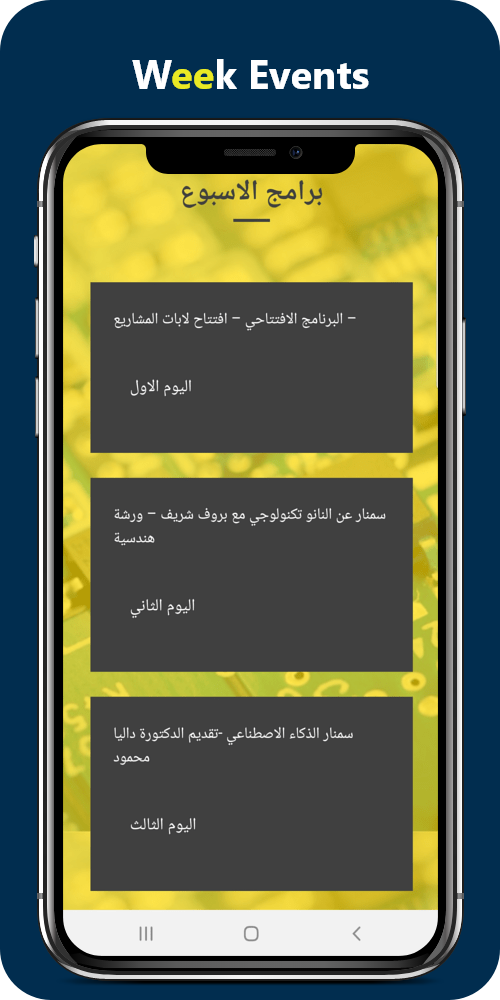 Week Events
برامج الاسبوع
– البرنامج الافتتاحي – افتتاح لابات المشاريع
اليوم الاول
سمنار عن النانو تكنولوجي مع بروف شريف – ورشة
هندسية
اليوم الثاني
سمنار الذكاء الاصطناعي -تقديم الدكتورة داليا
محمود
اليوم الثالث